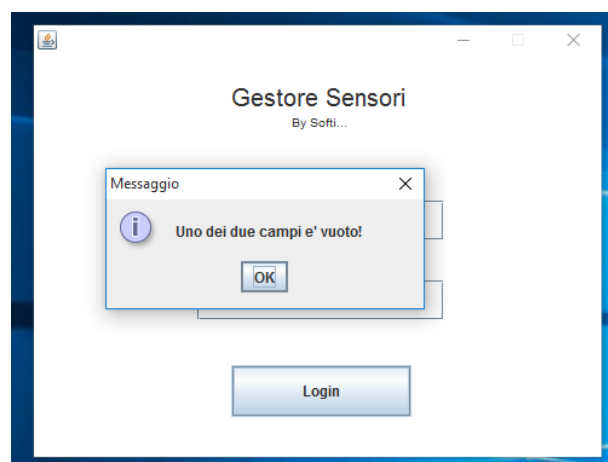 Gestore Sensori
By Softi...
Messaggio
Uno dei due campi e' vuoto!
OK
Login